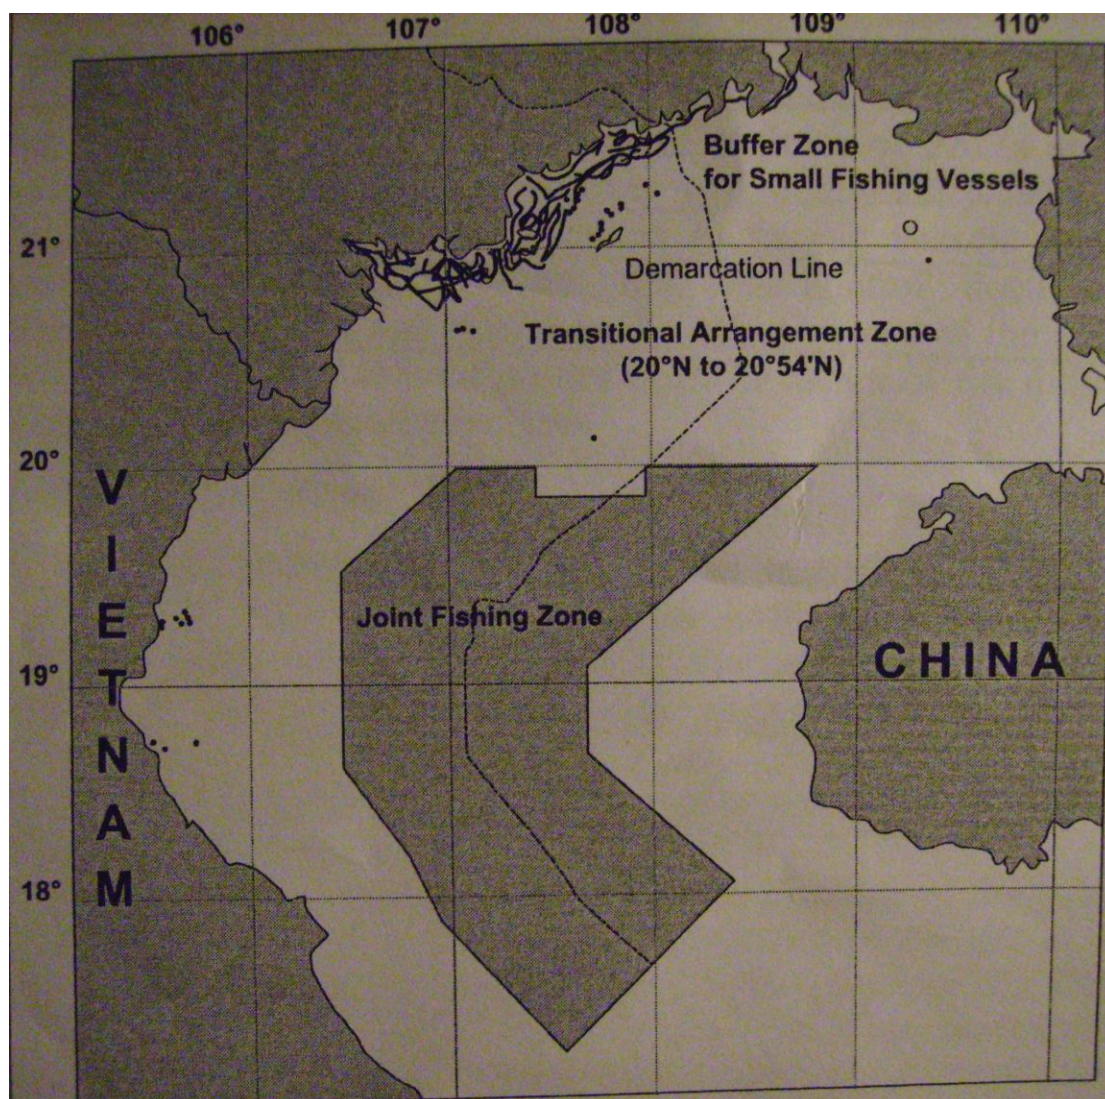 106° 107° 108° 109° 110°
Buffer Zone
for Small Fishing Vessels
21°
Demarcation Line
Transitional Arrangement Zone
(20°N to 20°54'N)
20°
VIETNAM
Joint Fishing Zone
19°
CHINA
18°